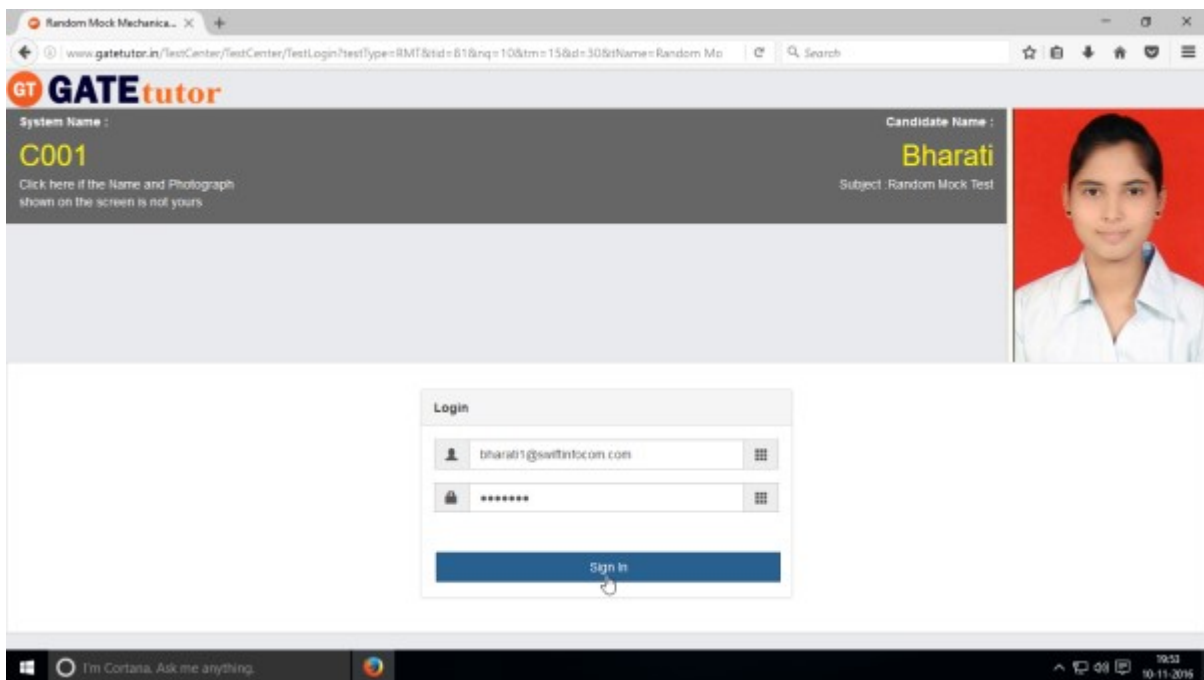 Random Mock Mechanica...
www.gatetutor.in/TestCenter/TestCenter/TestLogin?testType=RMT&tid=81&nq=10&tm=15&d=30&tName=Random Mo
Search
GT GATEtutor
System Name :
Candidate Name :
C001
Bharati
Click here if the Name and Photograph
shown on the screen is not yours
Subject :Random Mock Test
Login
bharati1@swiftinfocom.com
Sign In
I'm Cortana. Ask me anything.
19:53
10-11-2016